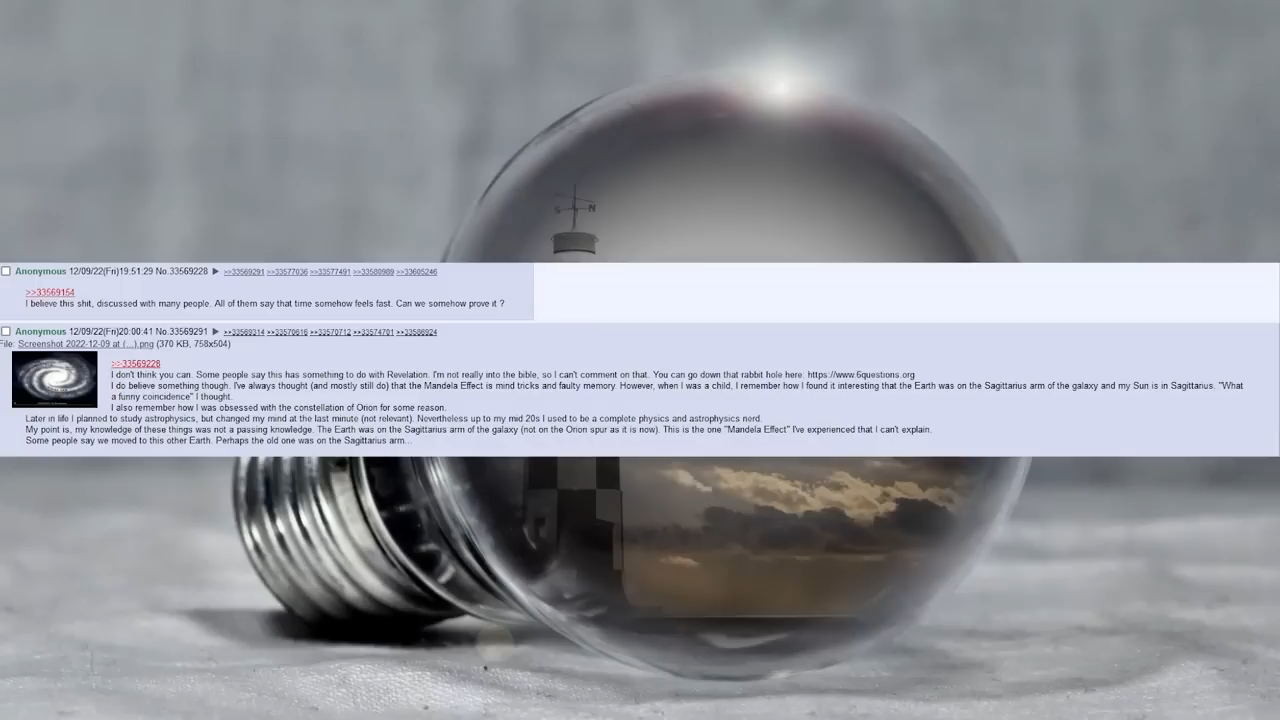 Anonymous 12/09/22(Fri)19:51:29 No.33569228 ▶ >>33569291 >>33577036 >>33577491 >>33580989 >>33605246
>>33569154
I believe this shit, discussed with many people. All of them say that time somehow feels fast. Can we somehow prove it ?
Anonymous 12/09/22(Fri)20:00:41 No.33569291 ▶ >>33569314 >>33570616 >>33570712 >>33574701 >>33586924
File: Screenshot 2022-12-09 at (...).png (370 KB, 758x504)
>>33569228
I don't think you can. Some people say this has something to do with Revelation. I'm not really into the bible, so I can't comment on that. You can go down that rabbit hole here: https://www.6questions.org
I do believe something though. I've always thought (and mostly still do) that the Mandela Effect is mind tricks and faulty memory. However, when I was a child, I remember how I found it interesting that the Earth was on the Sagittarius arm of the galaxy and my Sun is in Sagittarius. "What
a funny coincidence" I thought.
I also remember how I was obsessed with the constellation of Orion for some reason.
Later in life I planned to study astrophysics, but changed my mind at the last minute (not relevant). Nevertheless up to my mid 20s I used to be a complete physics and astrophysics nerd.
My point is, my knowledge of these things was not a passing knowledge. The Earth was on the Sagittarius arm of the galaxy (not on the Orion spur as it is now). This is the one "Mandela Effect" I've experienced that I can't explain.
Some people say we moved to this other Earth. Perhaps the old one was on the Sagittarius arm...
N